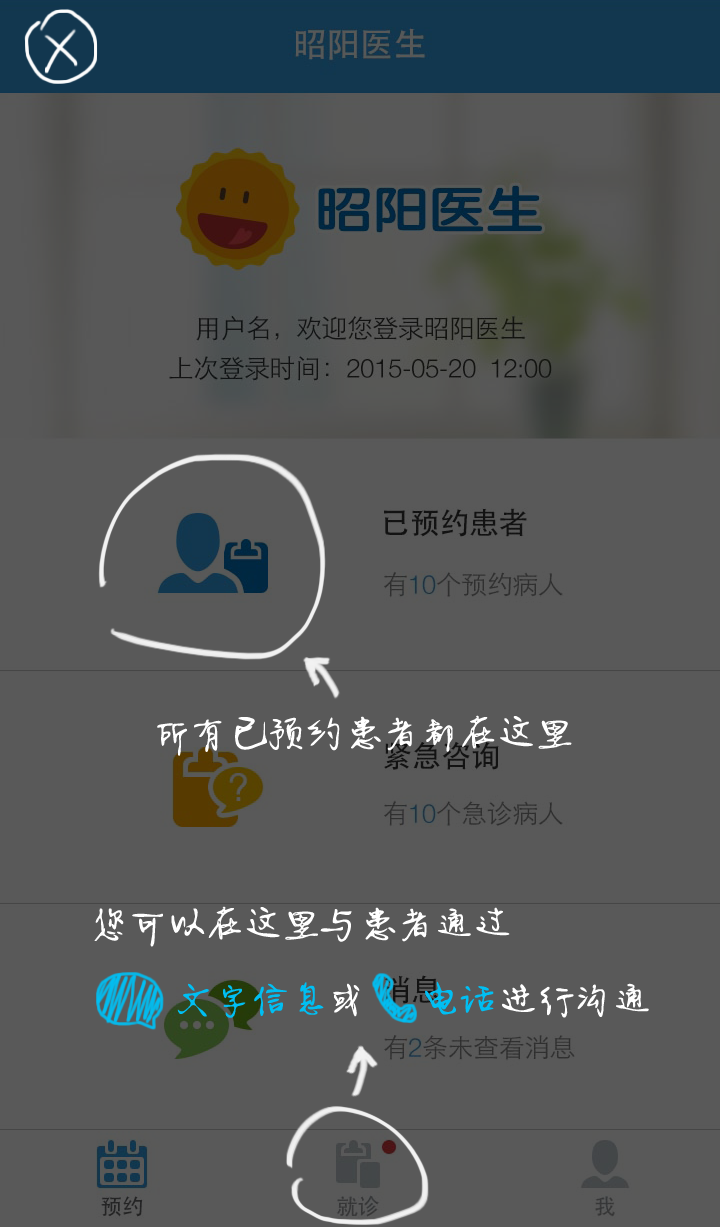 昭阳医生
昭阳医生
用户名，欢迎您登录昭阳医生
上次登录时间：2015-05-20 12:00
已预约患者
有10个预约病人
所有已预约患者都在这里
紧急咨询
有10个急诊病人
您可以在这里与患者通过
消息
文字信息或电话进行沟通
有2条未查看消息
预约
就诊
我